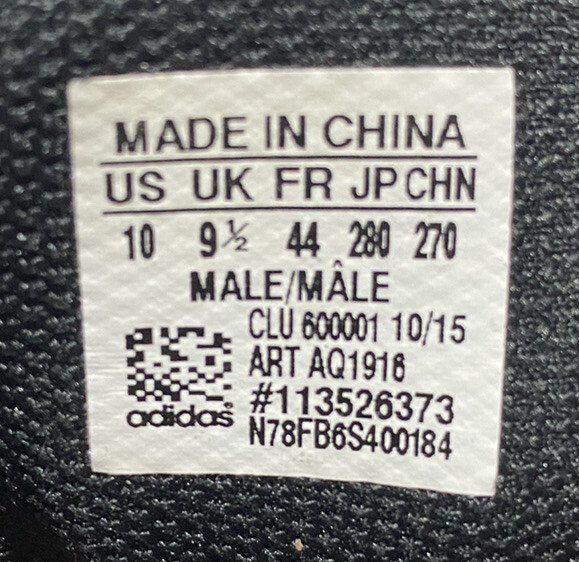 MADE IN CHINA
US UK FR JP CHN
10 9½ 44 280 270
MALE/MÂLE
CLU 600001 10/15
ART AQ1916
#113526373
adidas
N78FB6S400184